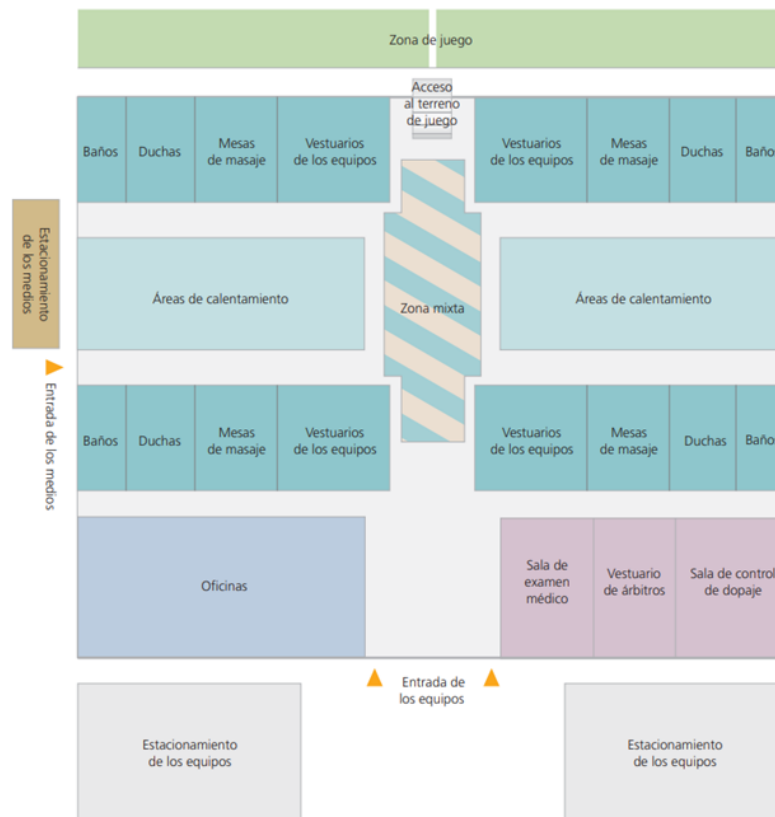 Zona de juego
Acceso
al terreno
de juego
Baños
Duchas
Mesas
de masaje
Vestuarios
de los equipos
Vestuarios
de los equipos
Mesas
de masaje
Duchas
Baños
Estacionamiento
de los medios
Áreas de calentamiento
Zona mixta
Áreas de calentamiento
Entrada de los medios
Baños
Duchas
Mesas
de masaje
Vestuarios
de los equipos
Vestuarios
de los equipos
Mesas
de masaje
Duchas
Baños
Oficinas
Sala de
examen
médico
Vestuario
de árbitros
Sala de control
de dopaje
Entrada de
los equipos
Estacionamiento
de los equipos
Estacionamiento
de los equipos